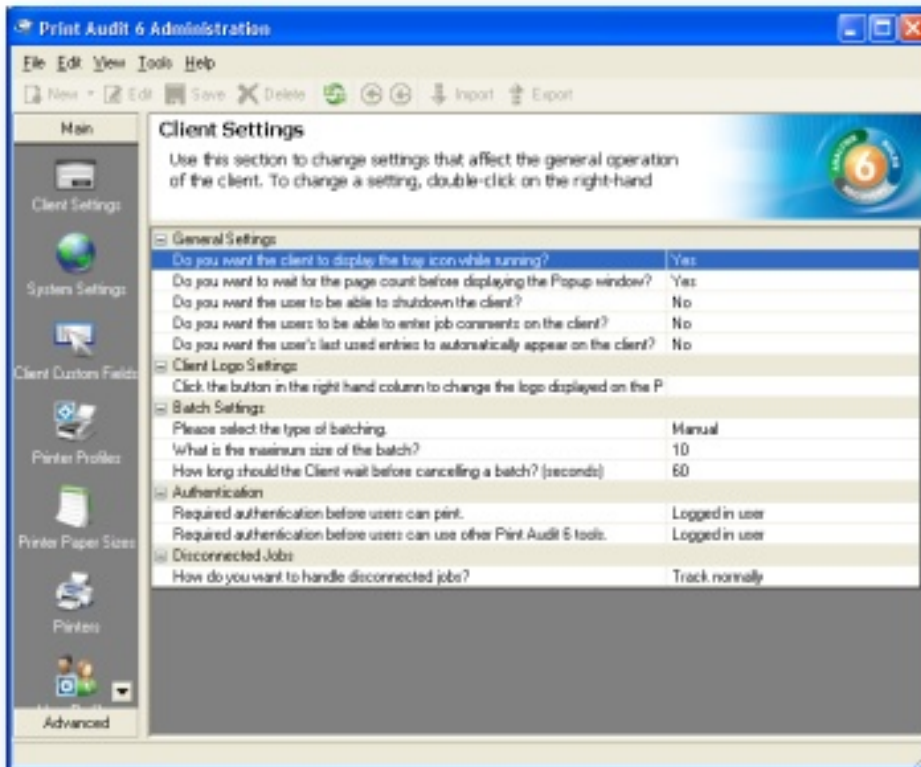 Print Audit 6 Administration
File Edit View Tools Help
New Edit Save Delete Import Export
Main
Client Settings
System Settings
Client Custom Fields
Printer Profiles
Printer Paper Sizes
Printers
Advanced
Client Settings
Use this section to change settings that affect the general operation
of the client. To change a setting, double-click on the right-hand
6
General Settings
Do you want the client to display the tray icon while running? Yes
Do you want to wait for the page count before displaying the Popup window? Yes
Do you want the user to be able to shutdown the client? No
Do you want the users to be able to enter job comments on the client? No
Do you want the user's last used entries to automatically appear on the client? No
Client Logo Settings
Click the button in the right hand column to change the logo displayed on the P
Batch Settings
Please select the type of batching. Manual
What is the maximum size of the batch? 10
How long should the Client wait before cancelling a batch? (seconds) 60
Authentication
Required authentication before users can print. Logged in user
Required authentication before users can use other Print Audit 6 tools. Logged in user
Disconnected Jobs
How do you want to handle disconnected jobs? Track normally